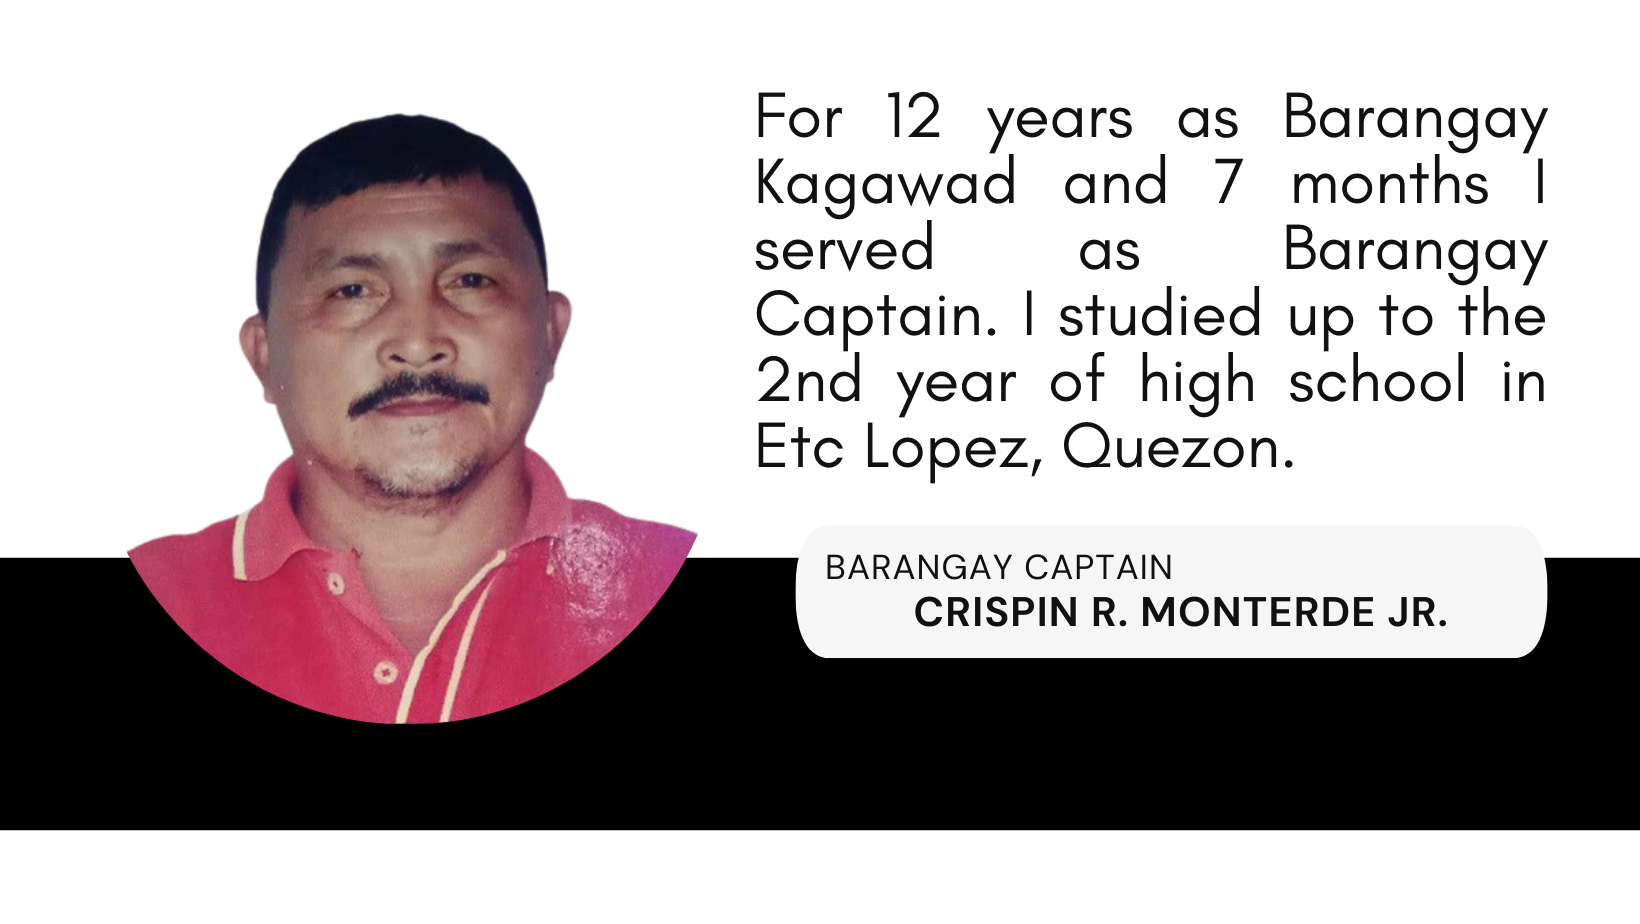 For 12 years as Barangay
Kagawad and 7 months I
served as Barangay
Captain. I studied up to the
2nd year of high school in
Etc Lopez, Quezon.
BARANGAY CAPTAIN
CRISPIN R. MONTERDE JR.